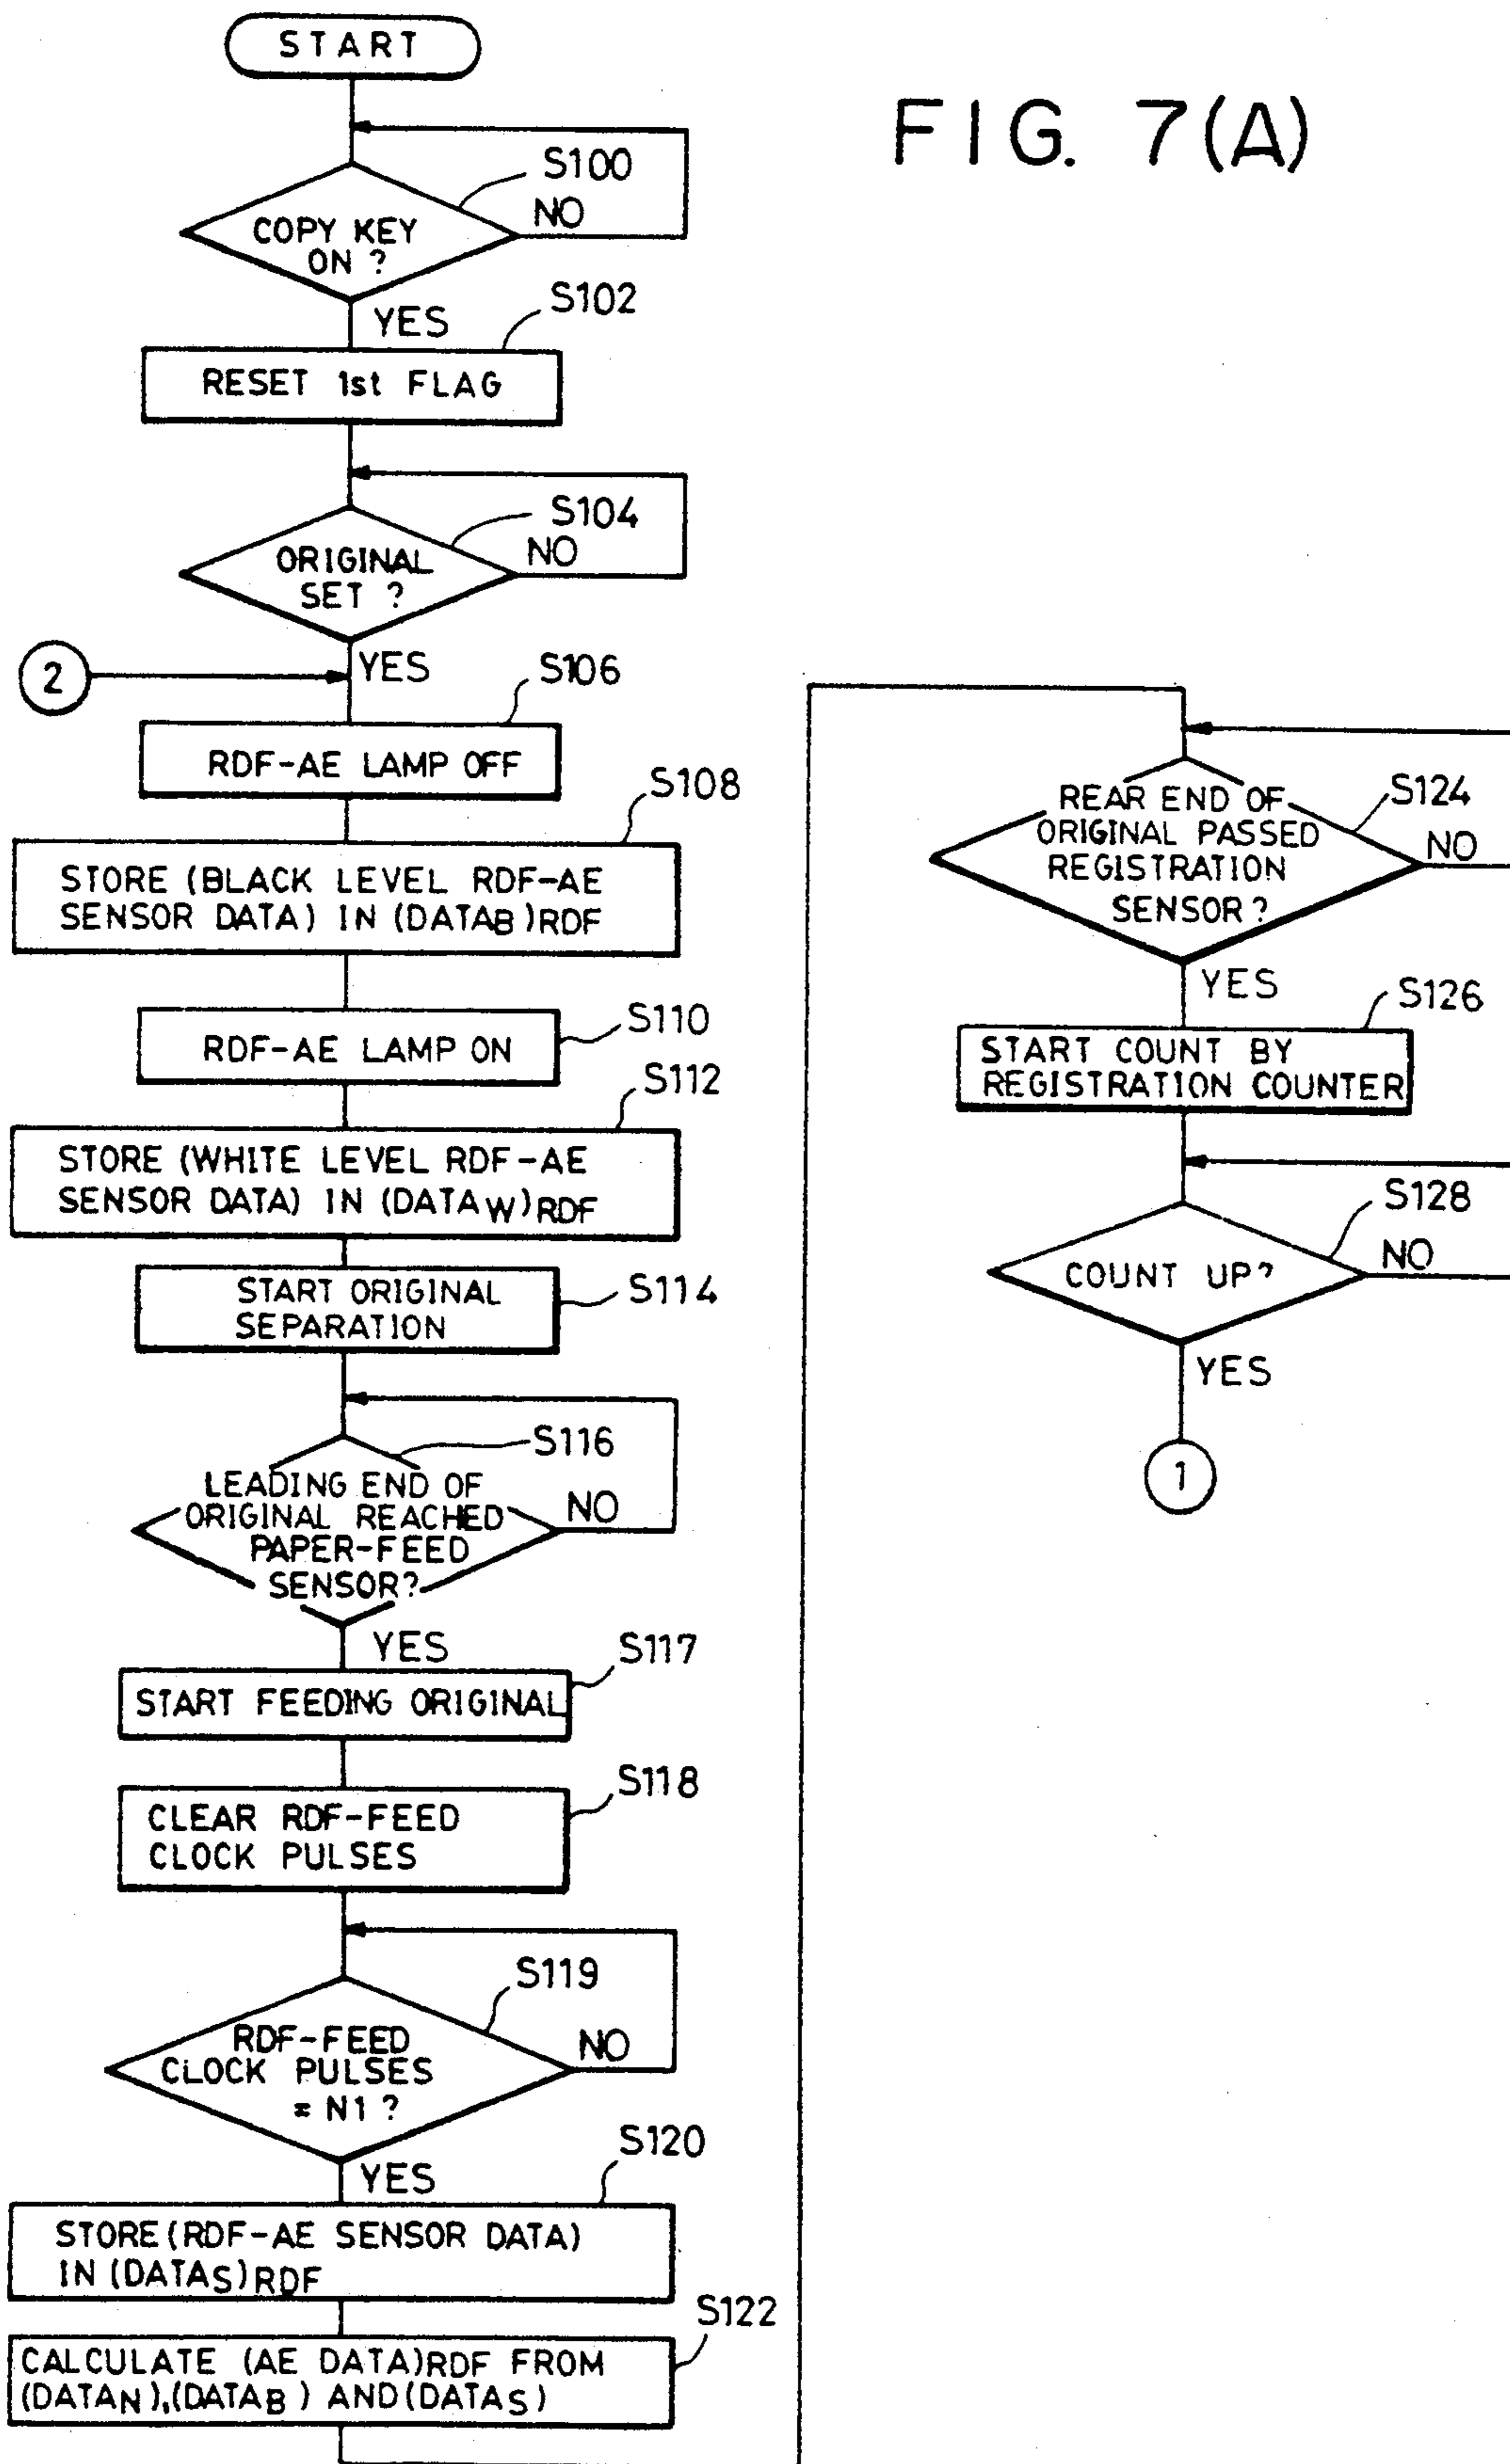 START
FIG. 7(A)
S100
NO
COPY KEY
ON ?
YES
S102
RESET 1st FLAG
S104
NO
ORIGINAL
SET ?
2
YES
S106
RDF-AE LAMP OFF
S108
STORE (BLACK LEVEL RDF-AE
SENSOR DATA) IN (DATAB)RDF
S110
RDF-AE LAMP ON
S112
STORE (WHITE LEVEL RDF-AE
SENSOR DATA) IN (DATAW)RDF
START ORIGINAL
SEPARATION
S114
S116
LEADING END OF
ORIGINAL REACHED
PAPER-FEED
SENSOR?
NO
YES
S117
START FEEDING ORIGINAL
S118
CLEAR RDF-FEED
CLOCK PULSES
S119
RDF-FEED
CLOCK PULSES
= N1 ?
NO
YES
S120
STORE (RDF-AE SENSOR DATA)
IN (DATAS)RDF
S122
CALCULATE (AE DATA)RDF FROM
(DATAN),(DATAB) AND (DATAS)
REAR END OF
ORIGINAL PASSED
REGISTRATION
SENSOR?
S124
NO
YES
S126
START COUNT BY
REGISTRATION COUNTER
S128
COUNT UP?
NO
YES
1